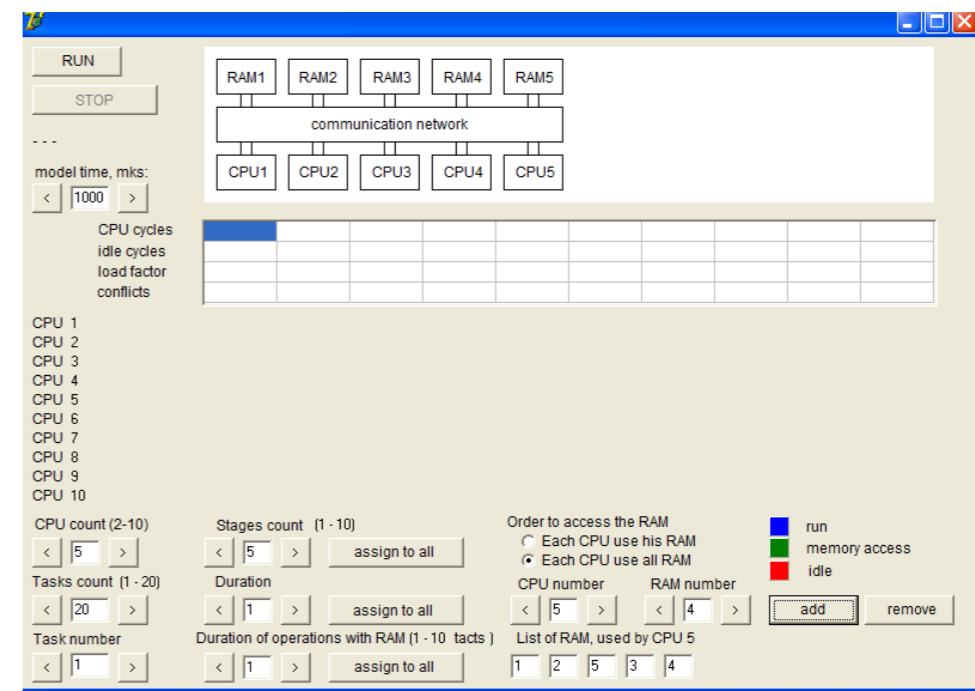 RUN
STOP
- - -
model time, mks:
< 1000 >
RAM1 RAM2 RAM3 RAM4 RAM5
communication network
CPU1 CPU2 CPU3 CPU4 CPU5
CPU cycles
idle cycles
load factor
conflicts
CPU 1
CPU 2
CPU 3
CPU 4
CPU 5
CPU 6
CPU 7
CPU 8
CPU 9
CPU 10
CPU count (2-10)
< 5 >
Tasks count (1 - 20)
< 20 >
Task number
< 1 >
Stages count (1 - 10)
< 5 > assign to all
Duration
< 1 > assign to all
Duration of operations with RAM (1 - 10 tacts )
< 1 > assign to all
Order to access the RAM
Each CPU use his RAM
Each CPU use all RAM
CPU number RAM number
< 5 > < 4 >
List of RAM, used by CPU 5
1 2 5 3 4
run
memory access
idle
add remove